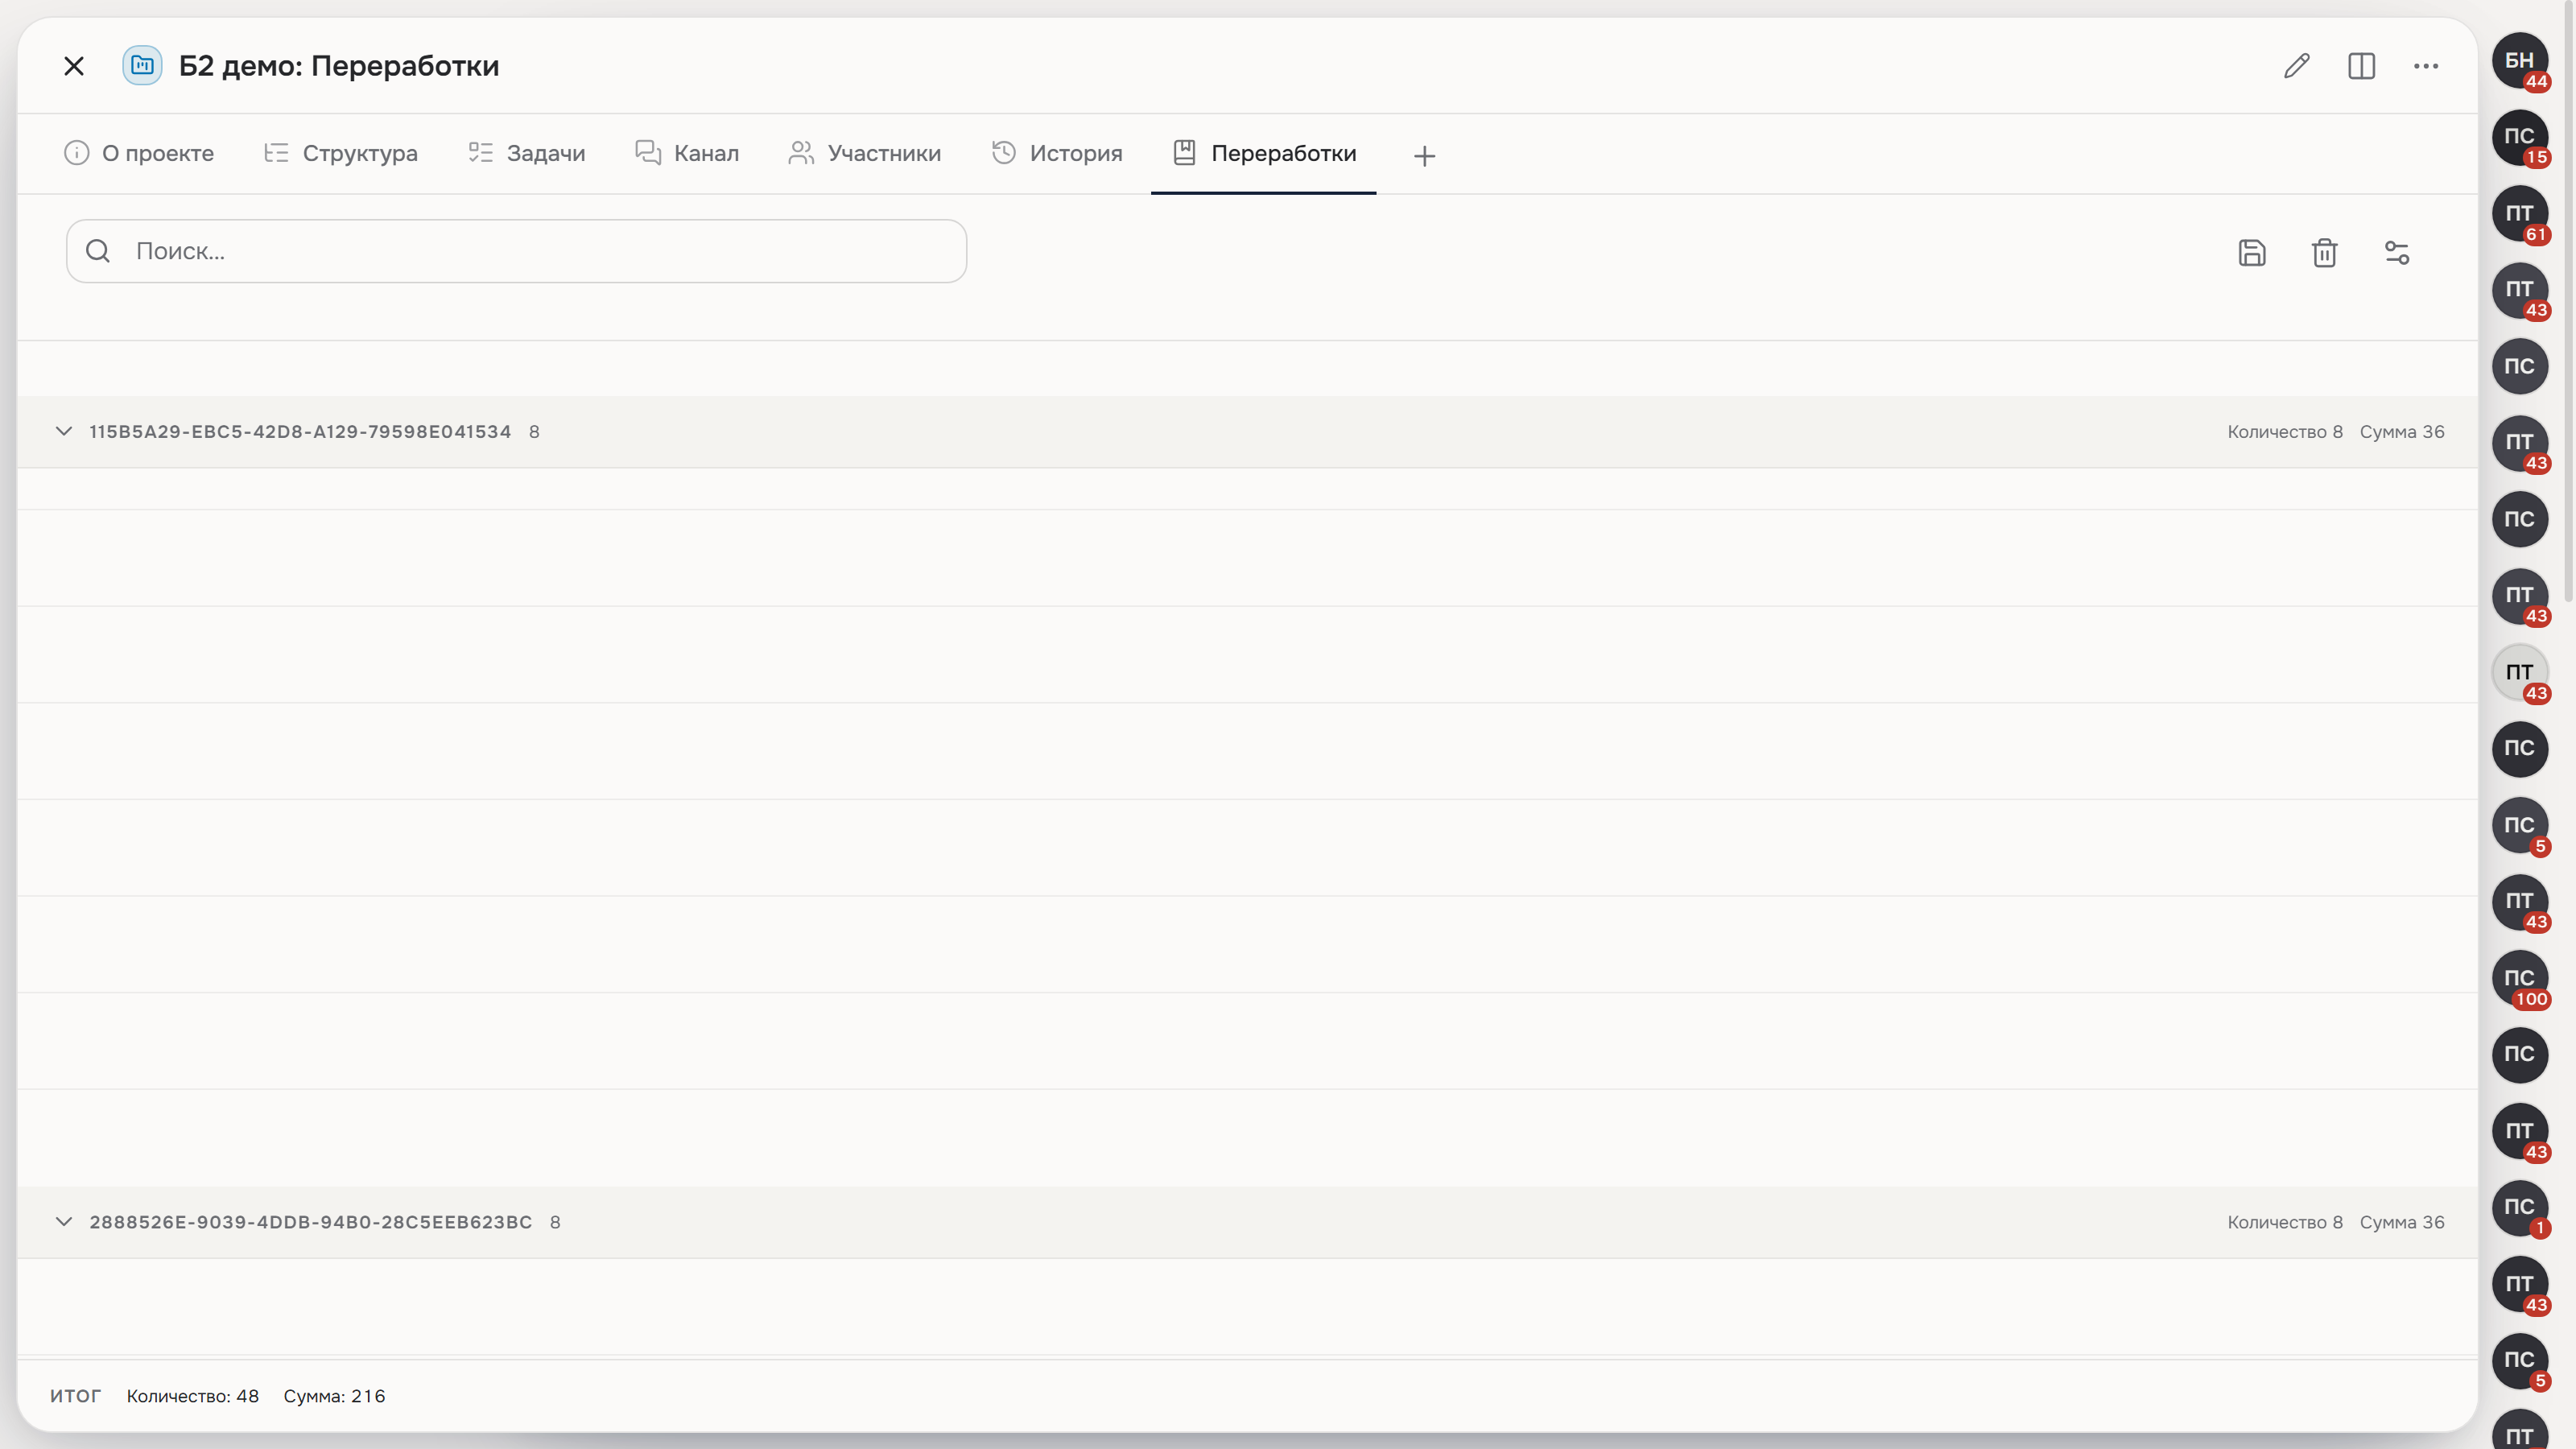 Б2 демо: Переработки
О проекте Структура Задачи Канал Участники История Переработки
Поиск...
115B5A29-EBC5-42D8-A129-79598E041534 8 Количество 8 Сумма 36
2888526E-9039-4DDB-94B0-28C5EEB623BC 8 Количество 8 Сумма 36
ИТОГ Количество: 48 Сумма: 216
БН 44
ПС 15
ПТ 61
ПТ 43
ПС
ПТ 43
ПС
ПТ 43
ПТ 43
ПС
ПС 5
ПТ 43
ПС 100
ПС
ПТ 43
ПС 1
ПТ 43
ПС 5
ПТ